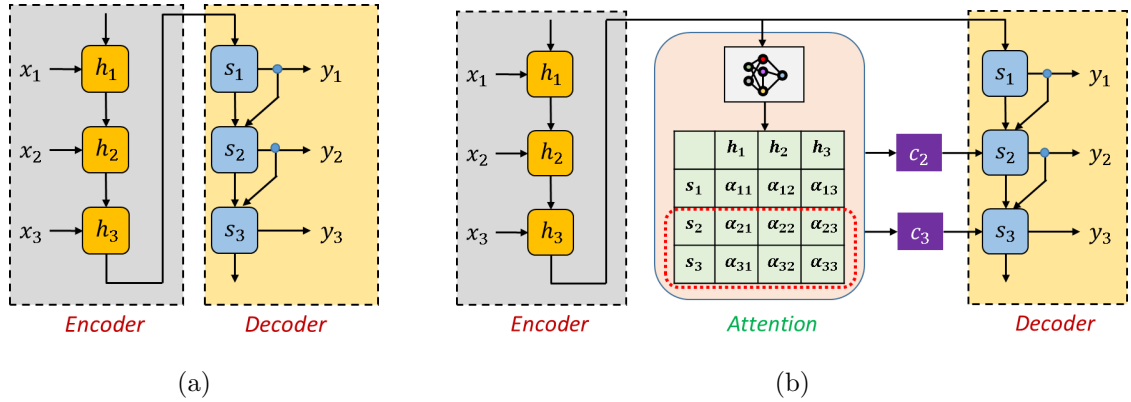 x₁ h₁ s₁ y₁
x₂ h₂ s₂ y₂
x₃ h₃ s₃ y₃
Encoder Decoder
(a)
x₁ h₁ s₁ y₁
h₁ h₂ h₃
s₁ α₁₁ α₁₂ α₁₃
x₂ h₂ c₂ s₂ y₂
s₂ α₂₁ α₂₂ α₂₃
x₃ h₃ c₃ s₃ y₃
s₃ α₃₁ α₃₂ α₃₃
Encoder Attention Decoder
(b)